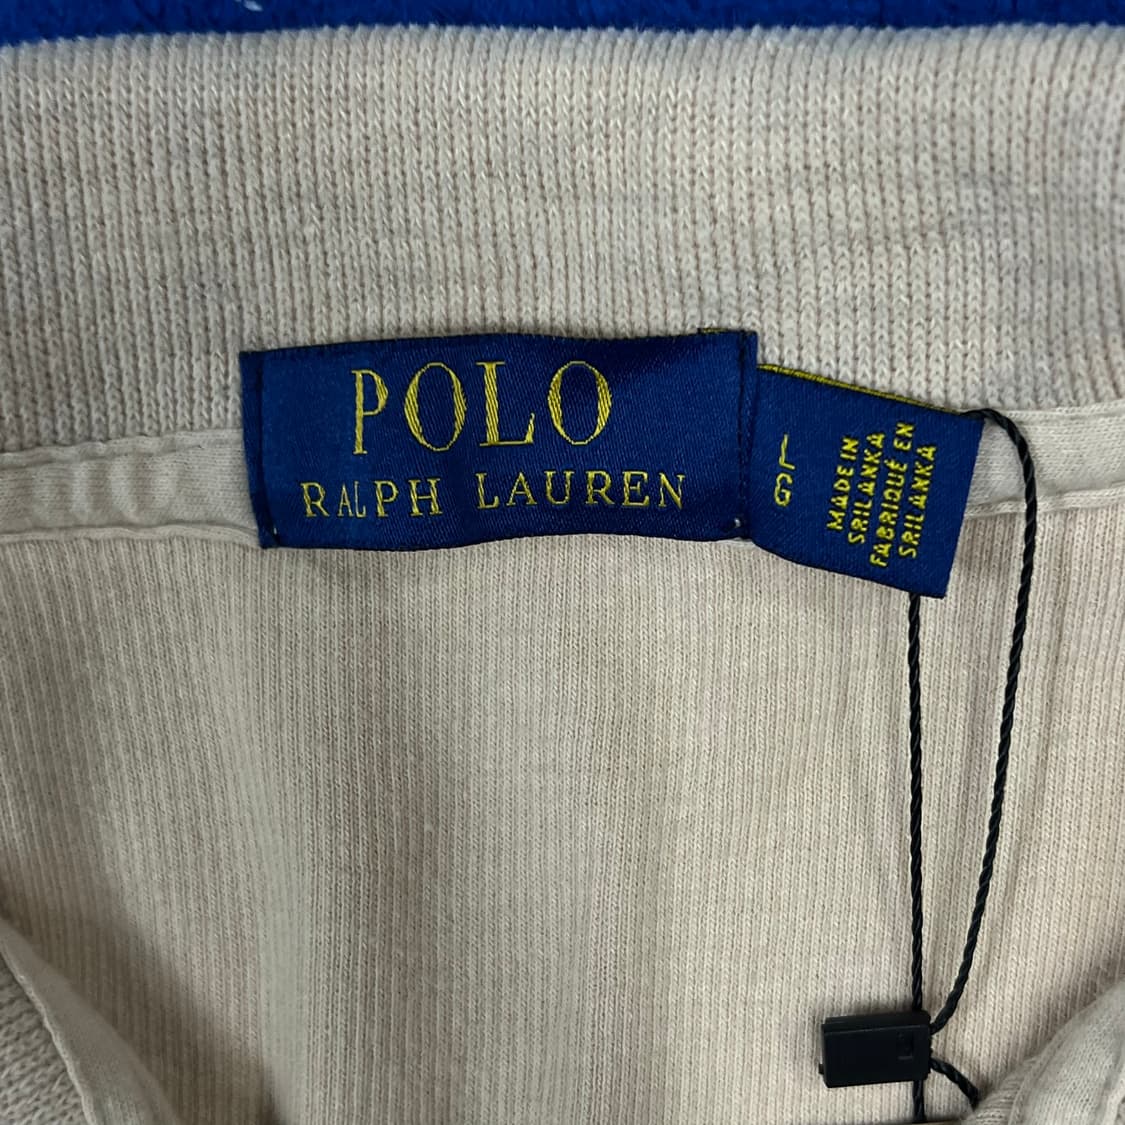 POLO
RALPH LAUREN
L
G
MADE IN
SRI LANKA
FABRIQUÉ EN
SRI LANKA